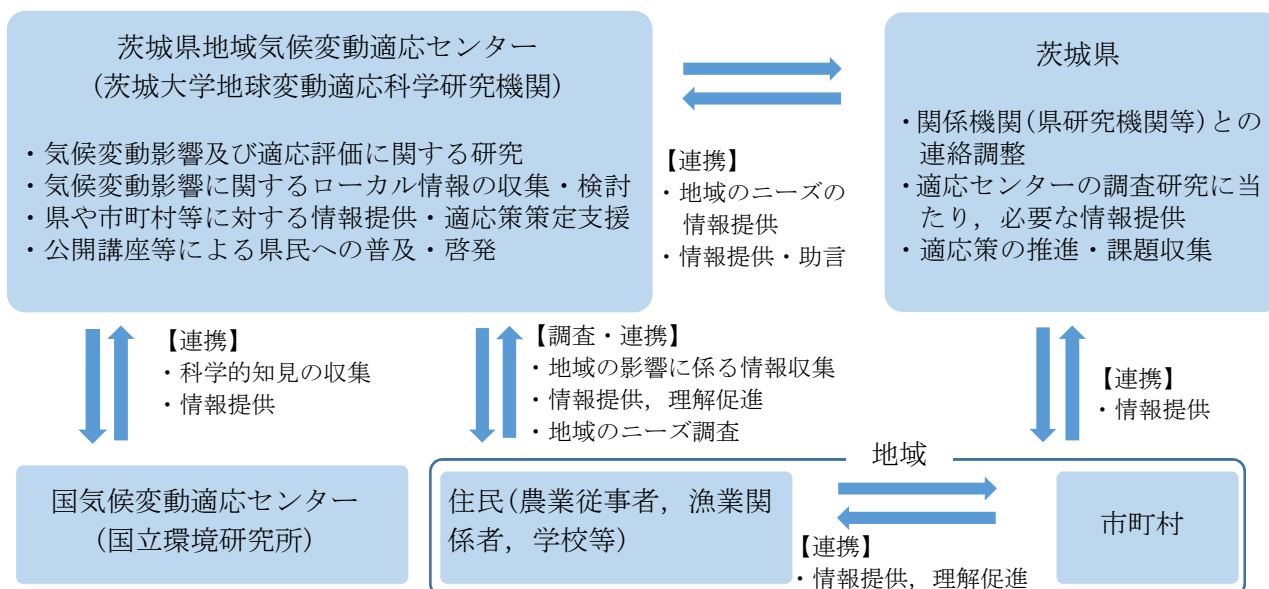 茨城県地域気候変動適応センター
(茨城大学地球変動適応科学研究機関)
・気候変動影響及び適応評価に関する研究
・気候変動影響に関するローカル情報の収集・検討
・県や市町村等に対する情報提供・適応策策定支援
・公開講座等による県民への普及・啓発
【連携】
・地域のニーズの
情報提供
・情報提供・助言
茨城県
・関係機関(県研究機関等)との
連絡調整
・適応センターの調査研究に当
たり，必要な情報提供
・適応策の推進・課題収集
【連携】
・科学的知見の収集
・情報提供
【調査・連携】
・地域の影響に係る情報収集
・情報提供，理解促進
・地域のニーズ調査
【連携】
・情報提供
国気候変動適応センター
(国立環境研究所)
地域
住民(農業従事者，漁業関
係者，学校等)
【連携】
・情報提供，理解促進
市町村